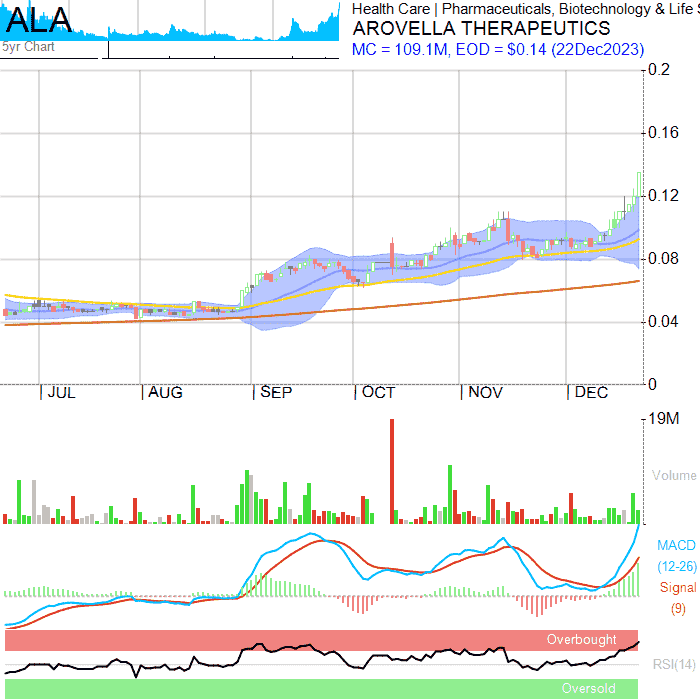 ALA
5yr Chart
Health Care | Pharmaceuticals, Biotechnology & Life S
AROVELLA THERAPEUTICS
MC = 109.1M, EOD = $0.14 (22Dec2023)
0.2
0.16
0.12
0.08
0.04
0
JUL AUG SEP OCT NOV DEC
19M
Volume
MACD
(12-26)
Signal
(9)
Overbought
RSI(14)
Oversold